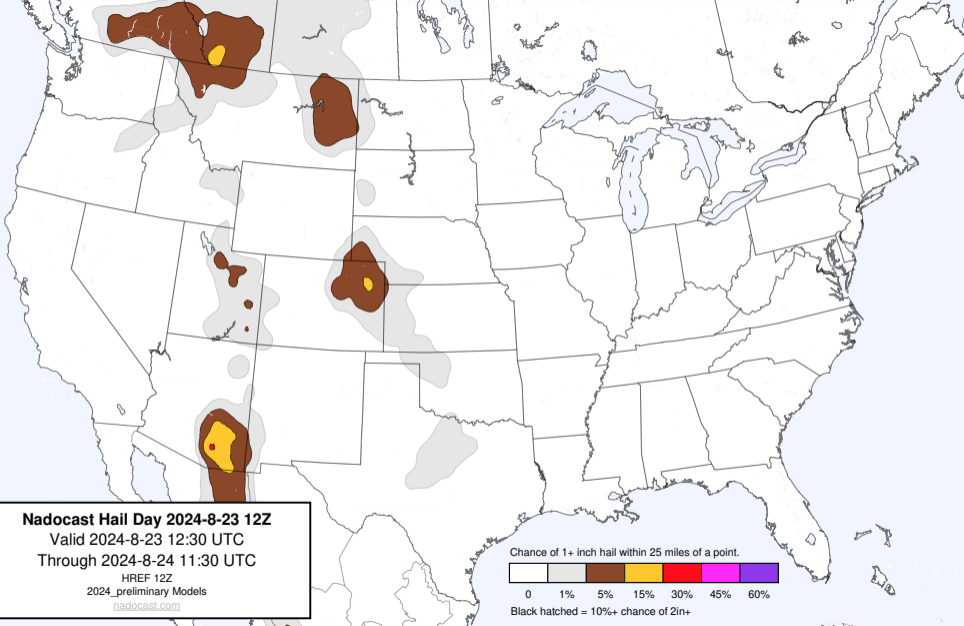 Nadocast Hail Day 2024-8-23 12Z
Valid 2024-8-23 12:30 UTC
Through 2024-8-24 11:30 UTC
HREF 12Z
2024_preliminary Models
nadocast.com
Chance of 1+ inch hail within 25 miles of a point.
0 1% 5% 15% 30% 45% 60%
Black hatched = 10%+ chance of 2in+